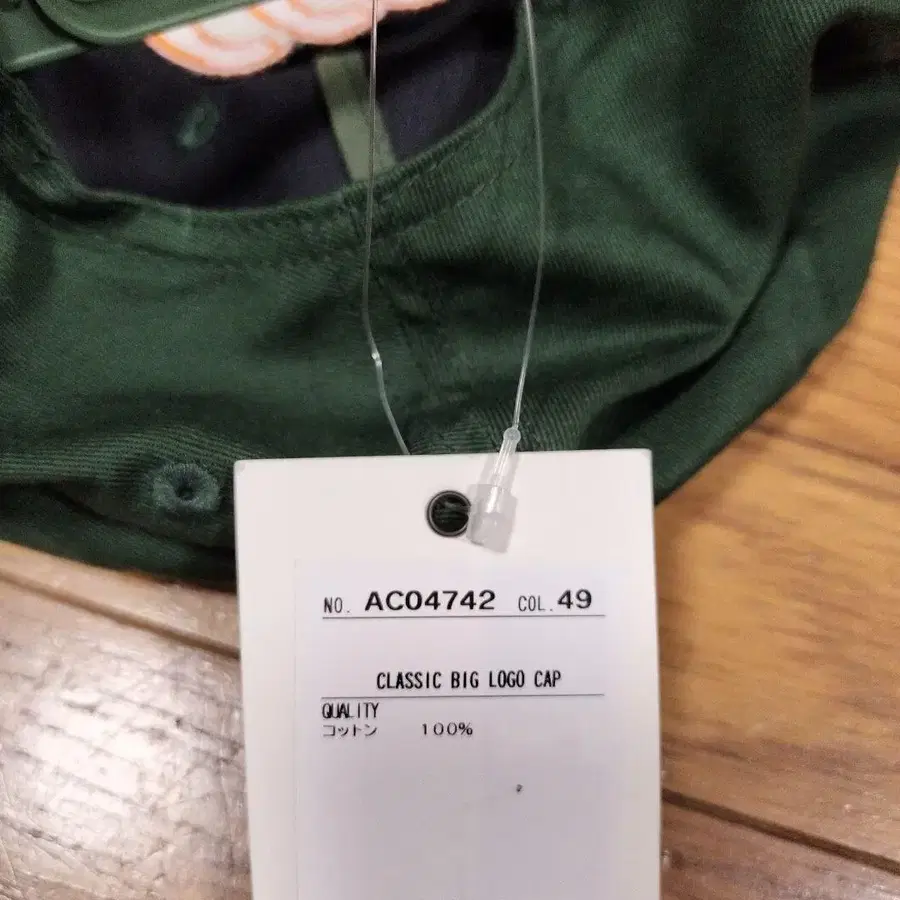 NO. AC04742 COL. 49
CLASSIC BIG LOGO CAP
QUALITY
コットン 100%